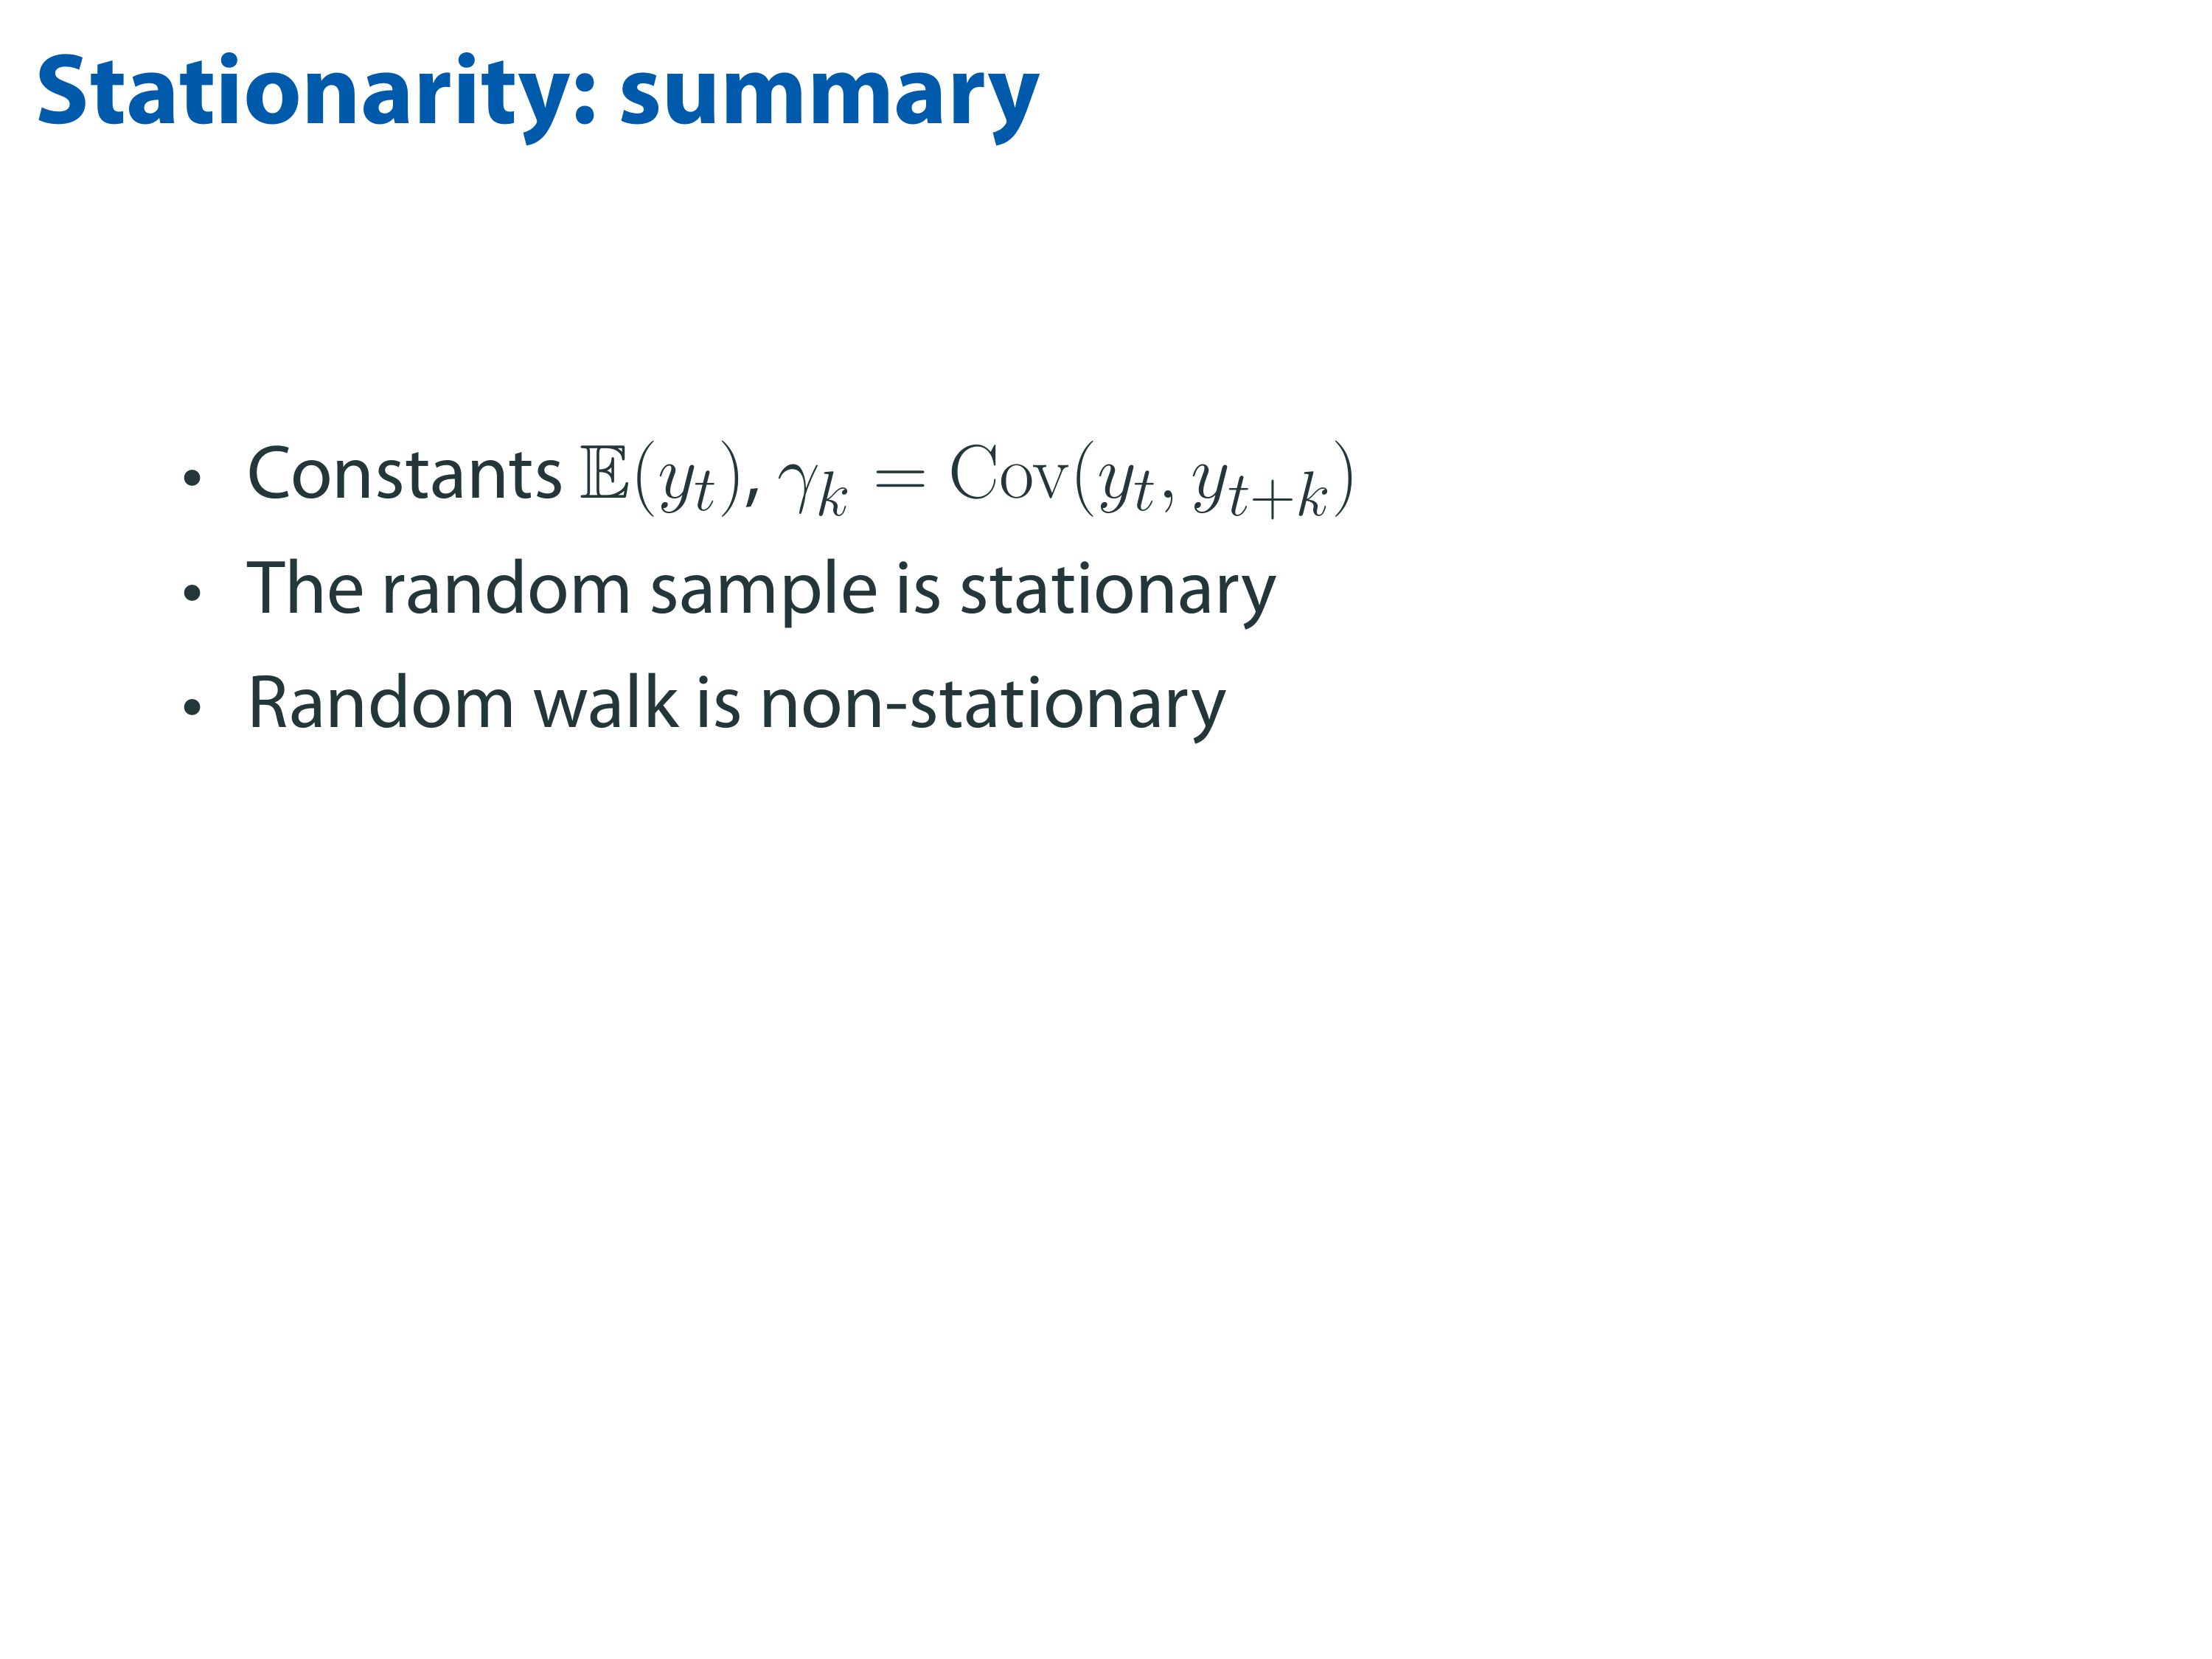 Stationarity: summary
• Constants 𝔼(y_t), γ_k = Cov(y_t, y_{t+k})
• The random sample is stationary
• Random walk is non-stationary